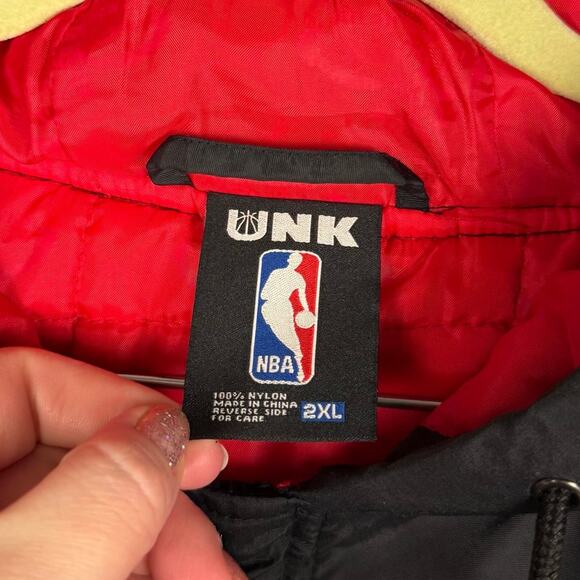 UNK
NBA
100% NYLON
MADE IN CHINA
REVERSE SIDE
FOR CARE
2XL